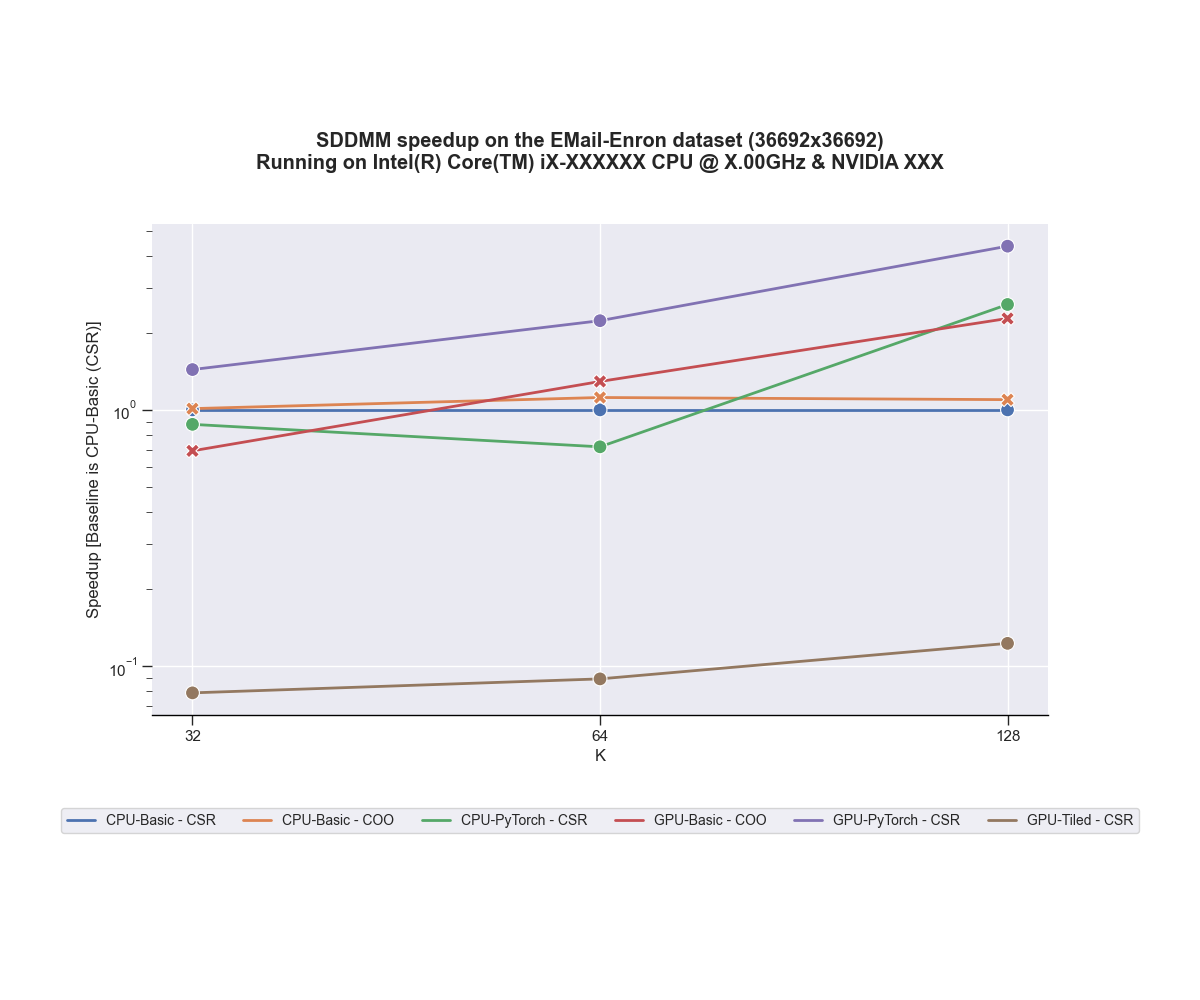 SDDMM speedup on the EMail-Enron dataset (36692x36692)
Running on Intel(R) Core(TM) iX-XXXXXX CPU @ X.00GHz & NVIDIA XXX
Speedup [Baseline is CPU-Basic (CSR)]
10⁰
10⁻¹
32 64 128
K
CPU-Basic - CSR CPU-Basic - COO CPU-PyTorch - CSR GPU-Basic - COO GPU-PyTorch - CSR GPU-Tiled - CSR